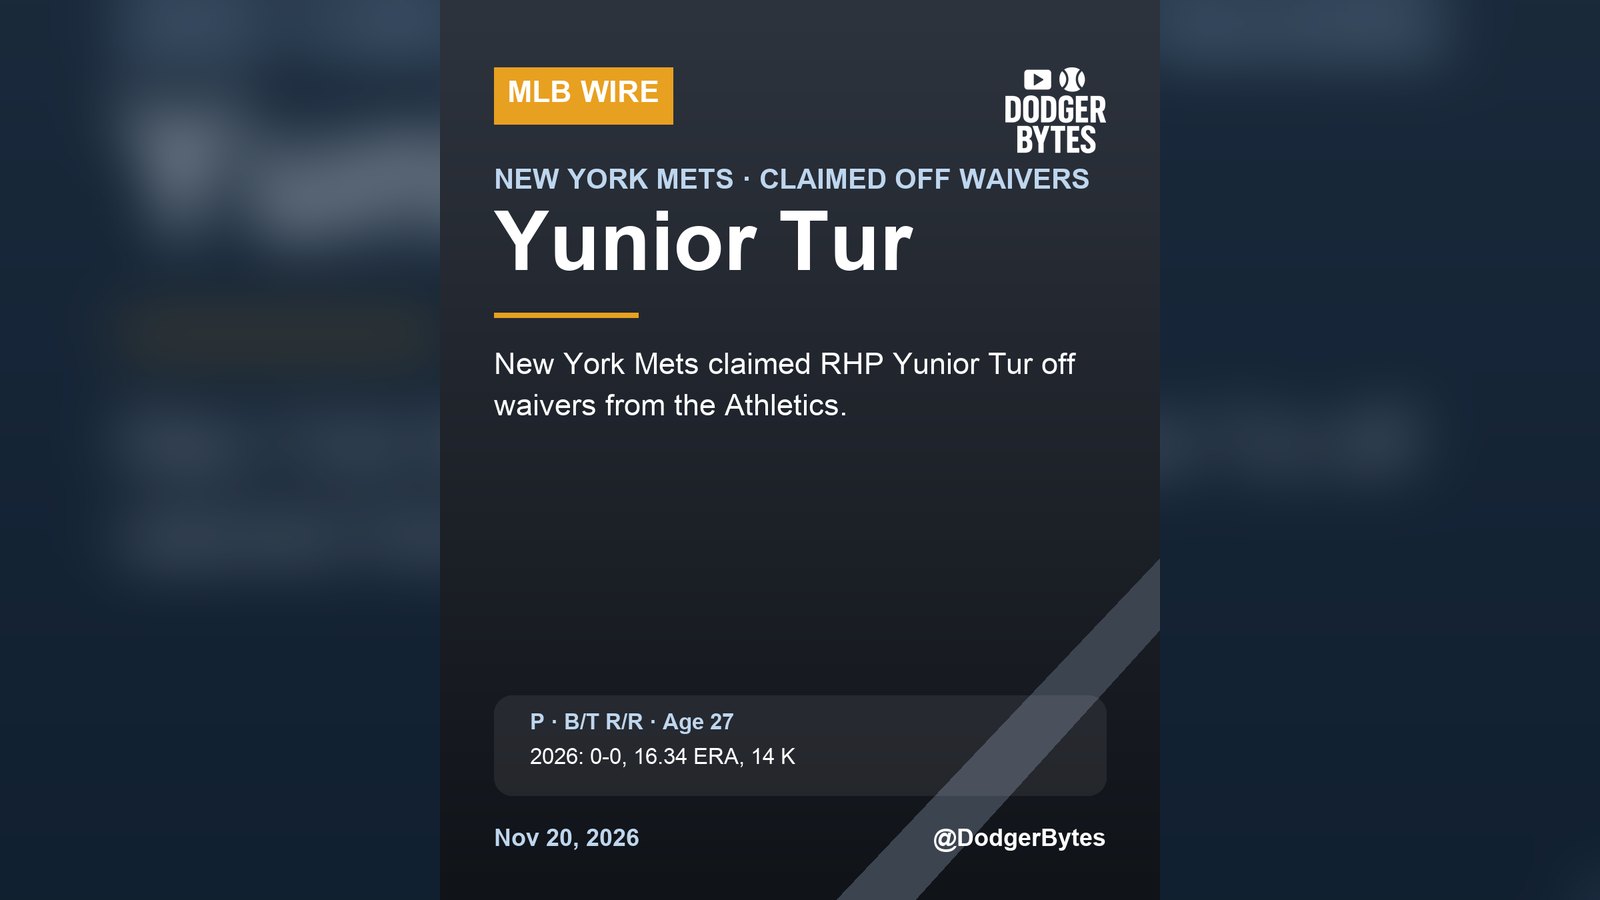 MLB WIRE
DODGER
BYTES
NEW YORK METS · CLAIMED OFF WAIVERS
Yunior Tur
New York Mets claimed RHP Yunior Tur off
waivers from the Athletics.
P · B/T R/R · Age 27
2026: 0-0, 16.34 ERA, 14 K
Nov 20, 2026
@DodgerBytes